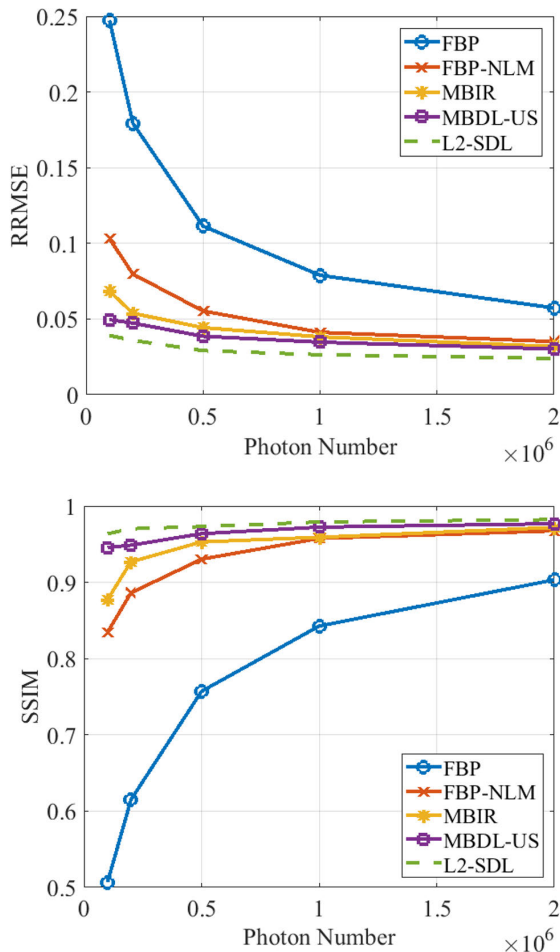 0.25
0.2
0.15
0.1
0.05
0
RRMSE
FBP
FBP-NLM
MBIR
MBDL-US
L2-SDL
0 0.5 1 1.5 2
Photon Number
×10^6
1
0.9
0.8
0.7
0.6
0.5
SSIM
FBP
FBP-NLM
MBIR
MBDL-US
L2-SDL
0 0.5 1 1.5 2
Photon Number
×10^6